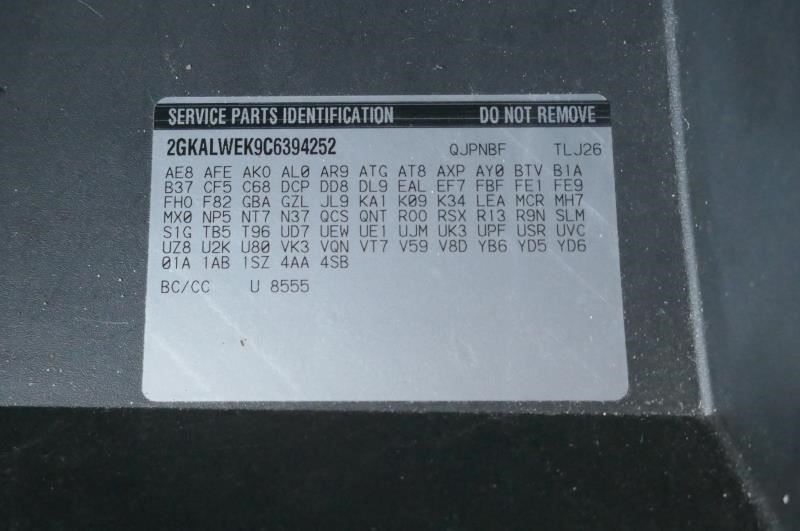 SERVICE PARTS IDENTIFICATION DO NOT REMOVE
2GKALWEK9C6394252 QJPNBF TLJ26
AE8 AFE AKO AL0 AR9 ATG AT8 AXP AY0 BTV B1A
B37 CF5 C68 DCP DD8 DL9 EAL EF7 FBF FE1 FE9
FHO F82 GBA GZL JL9 KA1 K09 K34 LEA MCR MH7
MX0 NP5 NT7 N37 QCS QNT ROO RSX R13 R9N SLM
S1G TB5 T96 UD7 UEW UE1 UJM UK3 UPF USR UVC
UZ8 U2K U80 VK3 VQN VT7 V59 V8D YB6 YD5 YD6
01A 1AB 1SZ 4AA 4SB
BC/CC U 8555